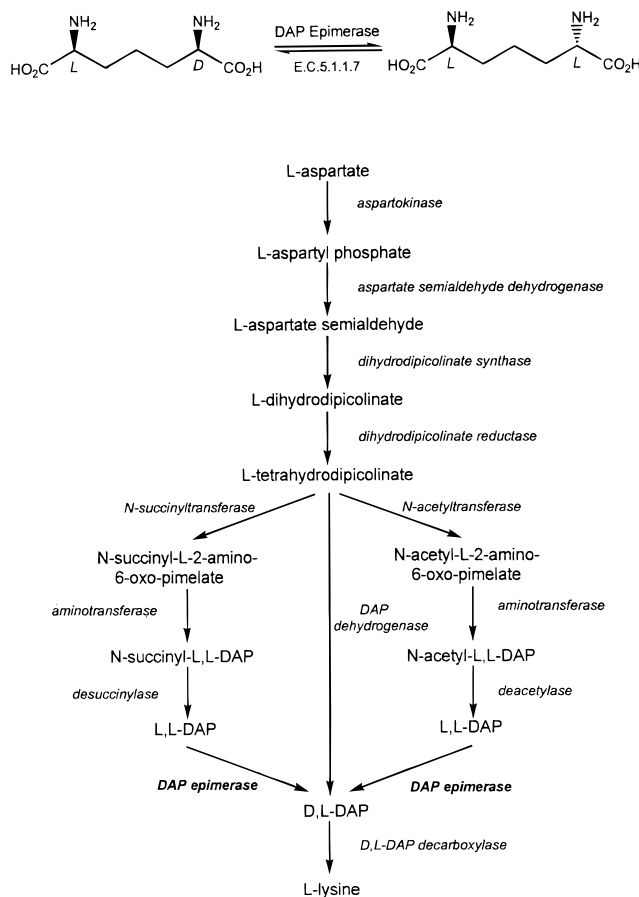 NH₂ NH₂ DAP Epimerase NH₂ NH₂
HO₂C L D CO₂H E.C.5.1.1.7 HO₂C L L CO₂H
L-aspartate
aspartokinase
L-aspartyl phosphate
aspartate semialdehyde dehydrogenase
L-aspartate semialdehyde
dihydrodipicolinate synthase
L-dihydrodipicolinate
dihydrodipicolinate reductase
L-tetrahydrodipicolinate
N-succinyltransferase N-acetyltransferase
N-succinyl-L-2-amino- N-acetyl-L-2-amino-
6-oxo-pimelate 6-oxo-pimelate
aminotransferase DAP aminotransferase
dehydrogenase
N-succinyl-L,L-DAP N-acetyl-L,L-DAP
desuccinylase deacetylase
L,L-DAP L,L-DAP
DAP epimerase DAP epimerase
D,L-DAP
D,L-DAP decarboxylase
L-lysine